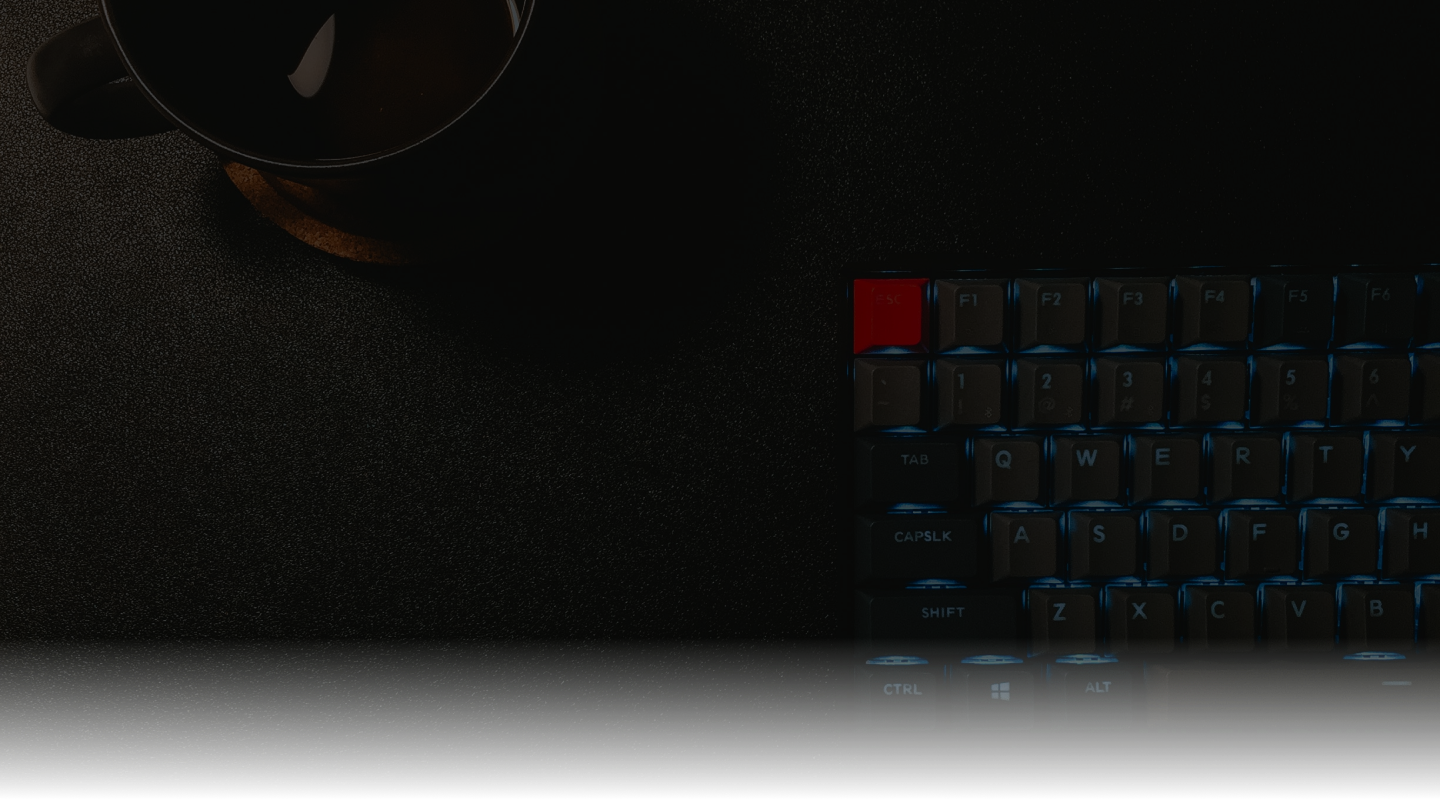 ESC F1 F2 F3 F4 F5 F6
` 1 2 3 4 5 6
~ ! @ # $ % ^
TAB Q W E R T Y
CAPSLK A S D F G H
SHIFT Z X C V B
CTRL ALT